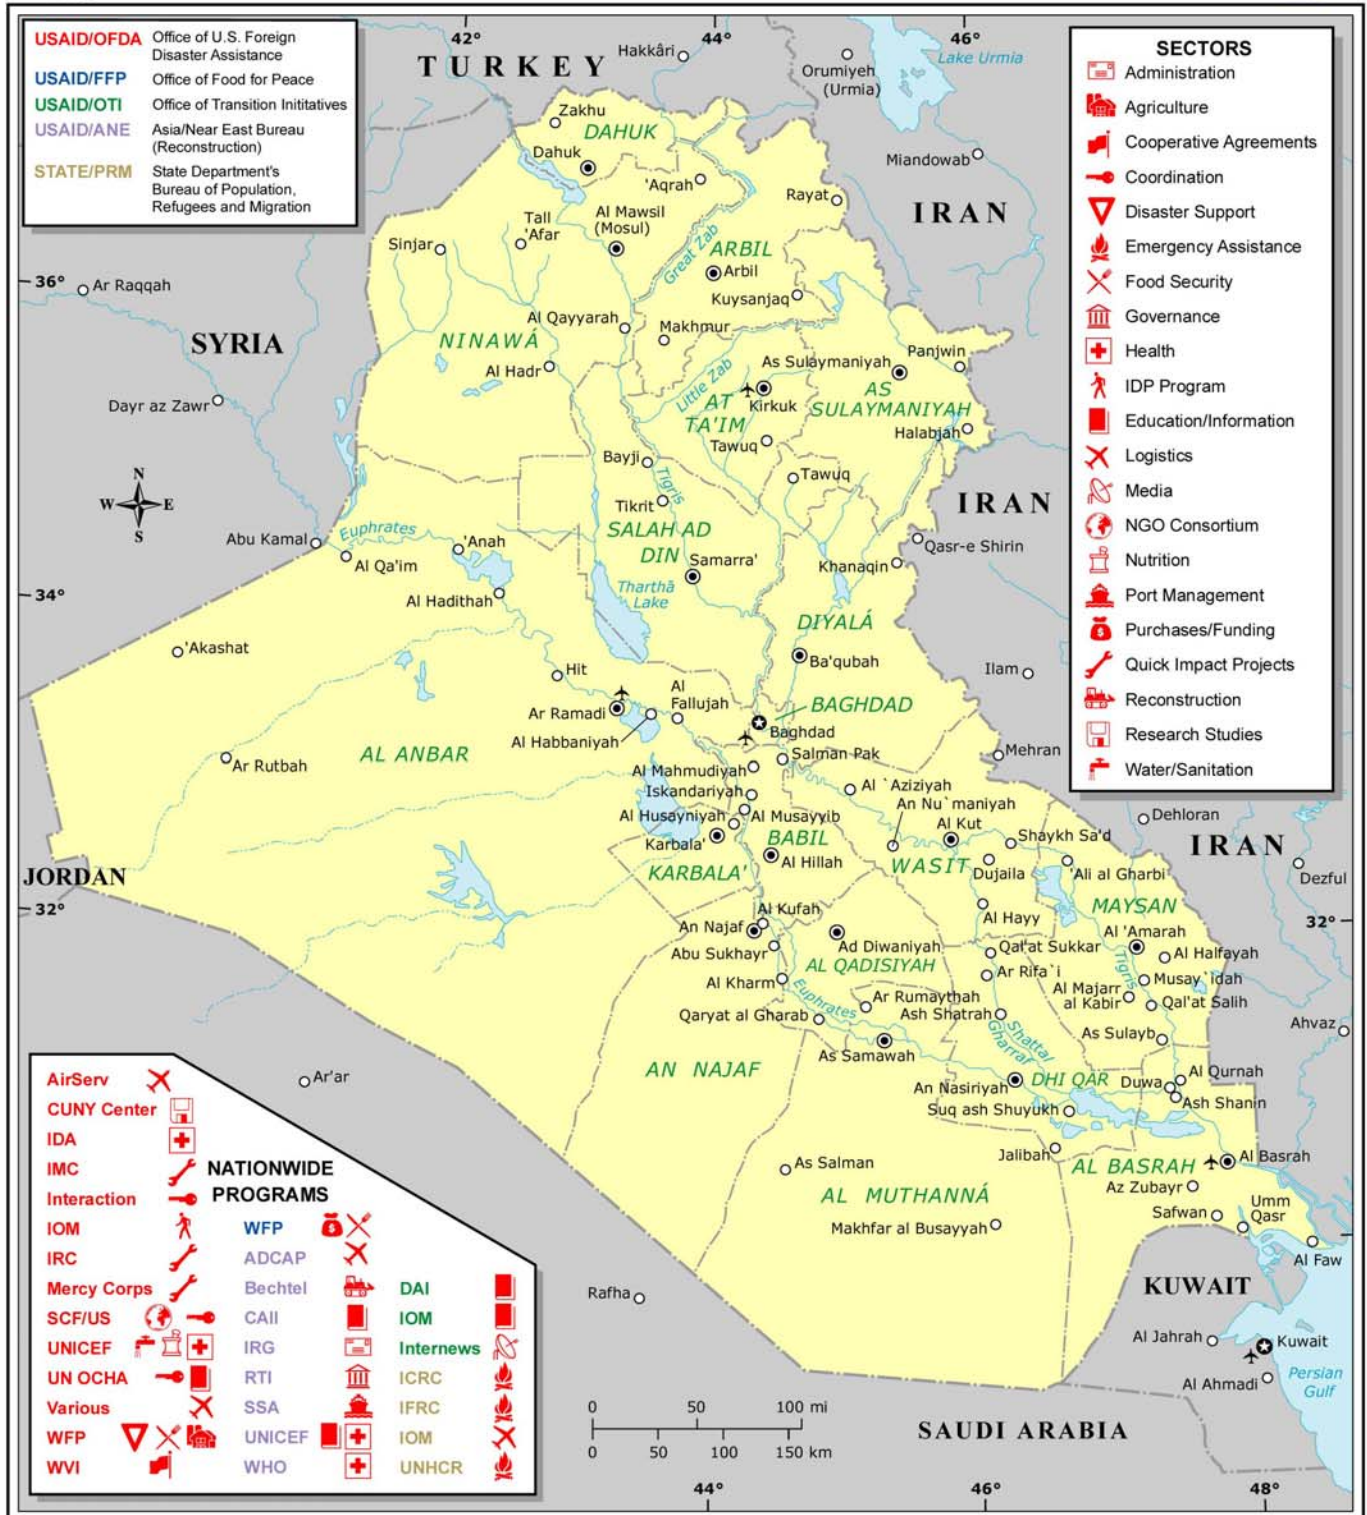 USAID/OFDA Office of U.S. Foreign
Disaster Assistance
USAID/FFP Office of Food for Peace
USAID/OTI Office of Transition Inititatives
USAID/ANE Asia/Near East Bureau
(Reconstruction)
STATE/PRM State Department's
Bureau of Population,
Refugees and Migration
SECTORS
Administration
Agriculture
Cooperative Agreements
Coordination
Disaster Support
Emergency Assistance
Food Security
Governance
Health
IDP Program
Education/Information
Logistics
Media
NGO Consortium
Nutrition
Port Management
Purchases/Funding
Quick Impact Projects
Reconstruction
Research Studies
Water/Sanitation
42°
44°
46°
TURKEY
Hakkâri
Orumiyeh
(Urmia)
Lake Urmia
Miandowab
IRAN
Zakhu
DAHUK
Dahuk
'Aqrah
Rayat
Tall
'Afar
Al Mawsil
(Mosul)
Sinjar
Great Zab
ARBIL
Arbil
Kuysanjaq
36°
Ar Raqqah
SYRIA
Al Qayyarah
Makhmur
NINAWÁ
Al Hadr
As Sulaymaniyah
Panjwin
Little Zab
Kirkuk
AT
TA'IM
AS
SULAYMANIYAH
Halabjah
Dayr az Zawr
Tawuq
Bayji
Tigris
Tawuq
Tikrit
IRAN
N
W
E
S
Abu Kamal
Euphrates
'Anah
SALAH AD
DIN
Samarra'
Qasr-e Shirin
Khanaqin
Al Qa'im
Al Hadithah
Tharthā
Lake
34°
DIYALÁ
'Akashat
Hit
Ba'qubah
Ilam
Al
Fallujah
Ar Ramadi
Al Habbaniyah
BAGHDAD
Baghdad
Salman Pak
Mehran
AL ANBAR
Ar Rutbah
Al Mahmudiyah
Iskandariyah
Al `Aziziyah
An Nu`maniyah
Al Husayniyah
Al Musayyib
Al Kut
Shaykh Sa'd
Dehloran
IRAN
Karbala'
BABIL
Al Hillah
WASIT
Dujaila
'Ali al Gharbi
Dezful
JORDAN
KARBALA'
32°
Al Kufah
Al Hayy
MAYSAN
32°
An Najaf
Ad Diwaniyah
Al 'Amarah
Abu Sukhayr
AL QADISIYAH
Qal'at Sukkar
Al Halfayah
Al Kharm
Ar Rifa`i
Tigris
Musay`idah
Al Majarr
al Kabir
Euphrates
Ar Rumaythah
Qal'at Salih
Qaryat al Gharab
Ash Shatrah
Ahvaz
As Samawah
Shattal
Gharraf
As Sulayb
AN NAJAF
Ar'ar
An Nasiriyah
DHI QAR
Duwa
Al Qurnah
Ash Shanin
Suq ash Shuyukh
Jalibah
AL BASRAH
Al Basrah
As Salman
AL MUTHANNÁ
Az Zubayr
Umm
Qasr
Safwan
Makhfar al Busayyah
Al Faw
Rafha
KUWAIT
Al Jahrah
Kuwait
Al Ahmadi
Persian
Gulf
SAUDI ARABIA
0 50 100 mi
0 50 100 150 km
44°
46°
48°
NATIONWIDE
PROGRAMS
AirServ
CUNY Center
IDA
IMC
Interaction
IOM
IRC
Mercy Corps
SCF/US
UNICEF
UN OCHA
Various
WFP
WVI
WFP
ADCAP
Bechtel
CAII
IRG
RTI
SSA
UNICEF
WHO
DAI
IOM
Internews
ICRC
IFRC
IOM
UNHCR